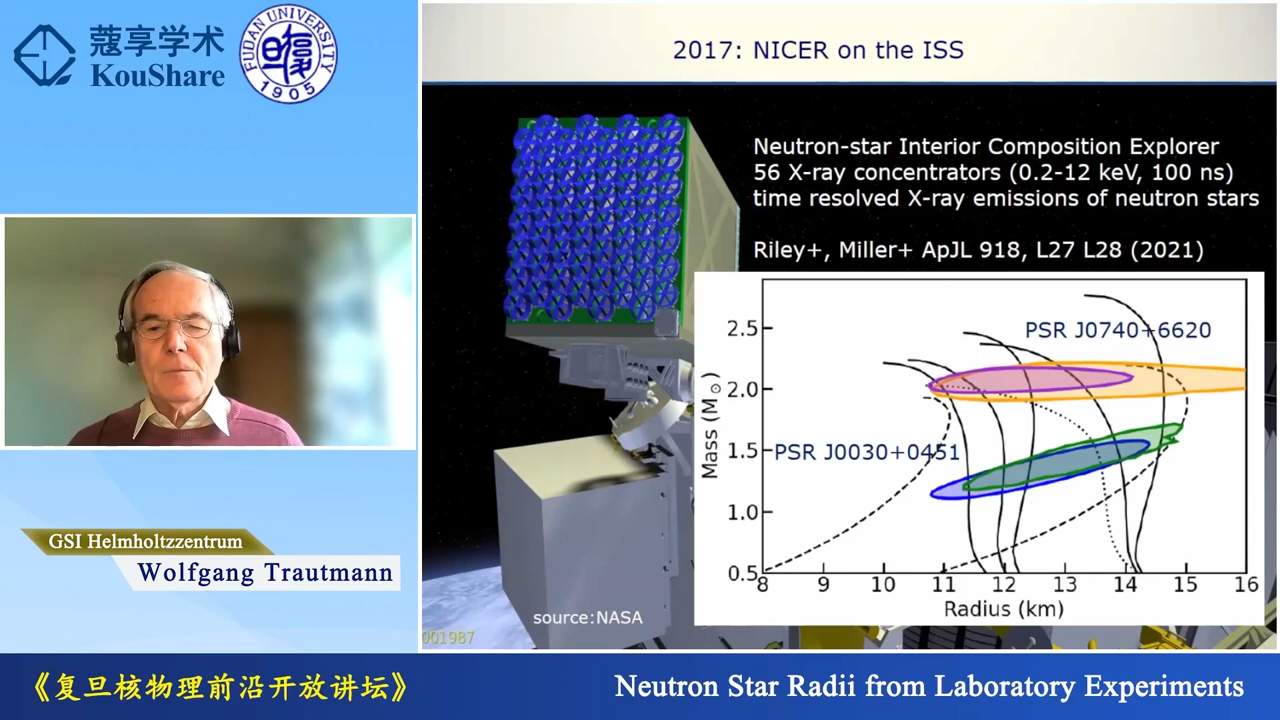 蔻享学术
KouShare
FUDAN UNIVERSITY
1905
GSI Helmholtzzentrum
Wolfgang Trautmann
2017: NICER on the ISS
Neutron-star Interior Composition Explorer
56 X-ray concentrators (0.2-12 keV, 100 ns)
time resolved X-ray emissions of neutron stars
Riley+, Miller+ ApJL 918, L27 L28 (2021)
PSR J0740+6620
PSR J0030+0451
Mass (M⊙)
2.5
2.0
1.5
1.0
0.5
8 9 10 11 12 13 14 15 16
Radius (km)
source:NASA
001987
《复旦核物理前沿开放讲坛》
Neutron Star Radii from Laboratory Experiments